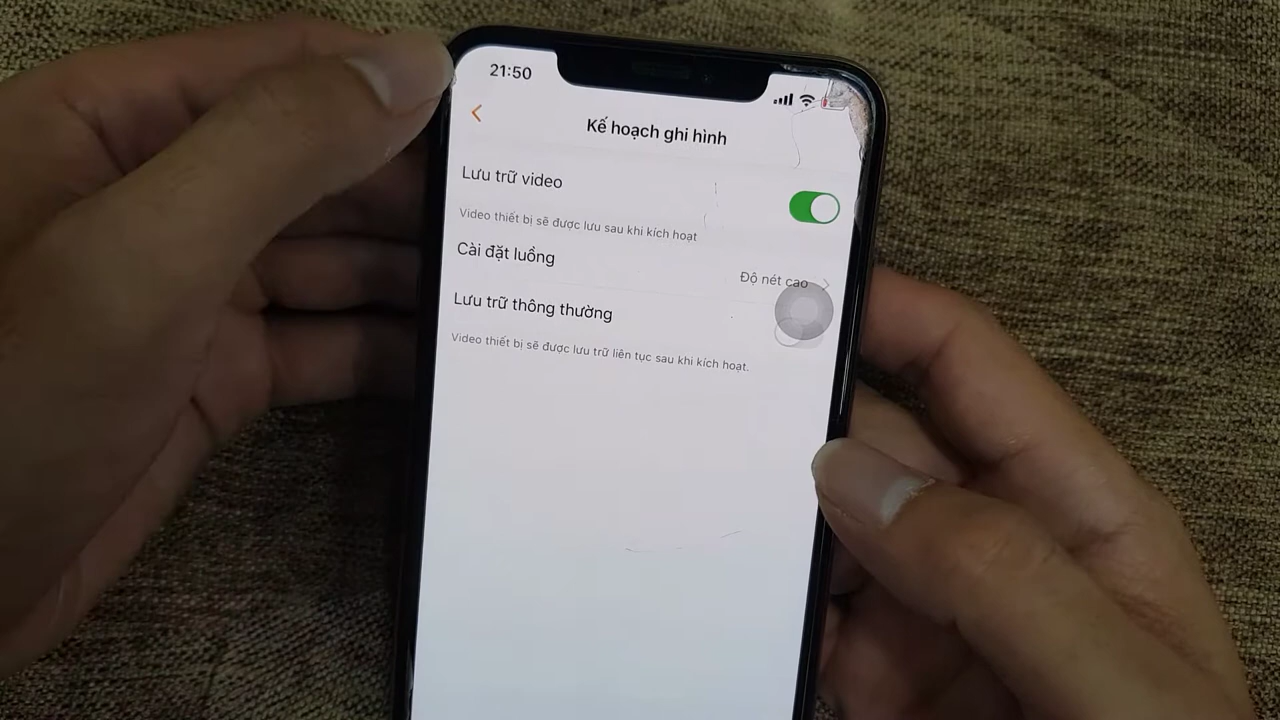 21:50
Kế hoạch ghi hình
Lưu trữ video
Video thiết bị sẽ được lưu sau khi kích hoạt
Cài đặt luồng
Độ nét cao
Lưu trữ thông thường
Video thiết bị sẽ được lưu trữ liên tục sau khi kích hoạt.